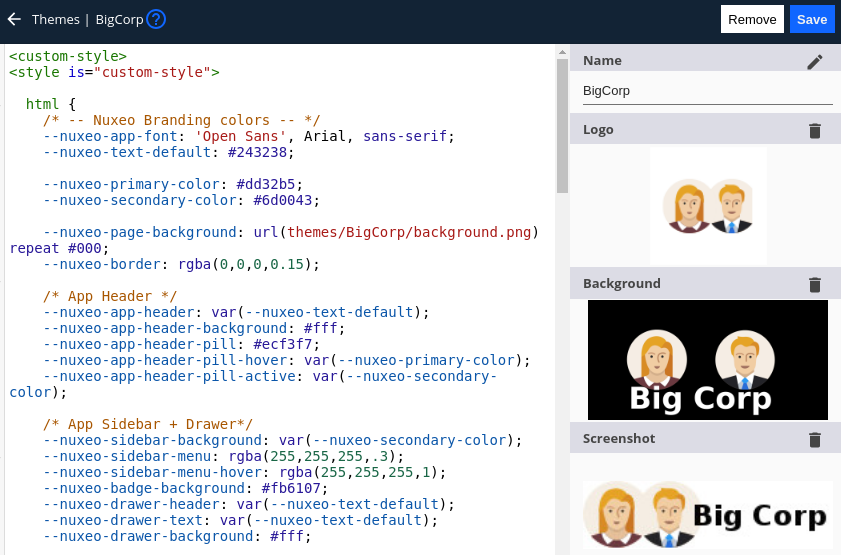 Themes | BigCorp ?
Remove
Save
<custom-style>
<style is="custom-style">
html {
/* -- Nuxeo Branding colors -- */
--nuxeo-app-font: 'Open Sans', Arial, sans-serif;
--nuxeo-text-default: #243238;
--nuxeo-primary-color: #dd32b5;
--nuxeo-secondary-color: #6d0043;
--nuxeo-page-background: url(themes/BigCorp/background.png)
repeat #000;
--nuxeo-border: rgba(0,0,0,0.15);
/* App Header */
--nuxeo-app-header: var(--nuxeo-text-default);
--nuxeo-app-header-background: #fff;
--nuxeo-app-header-pill: #ecf3f7;
--nuxeo-app-header-pill-hover: var(--nuxeo-primary-color);
--nuxeo-app-header-pill-active: var(--nuxeo-secondary-
color);
/* App Sidebar + Drawer*/
--nuxeo-sidebar-background: var(--nuxeo-secondary-color);
--nuxeo-sidebar-menu: rgba(255,255,255,.3);
--nuxeo-sidebar-menu-hover: rgba(255,255,255,1);
--nuxeo-badge-background: #fb6107;
--nuxeo-drawer-header: var(--nuxeo-text-default);
--nuxeo-drawer-text: var(--nuxeo-text-default);
--nuxeo-drawer-background: #fff;
Name
BigCorp
Logo
Background
Big Corp
Screenshot
Big Corp